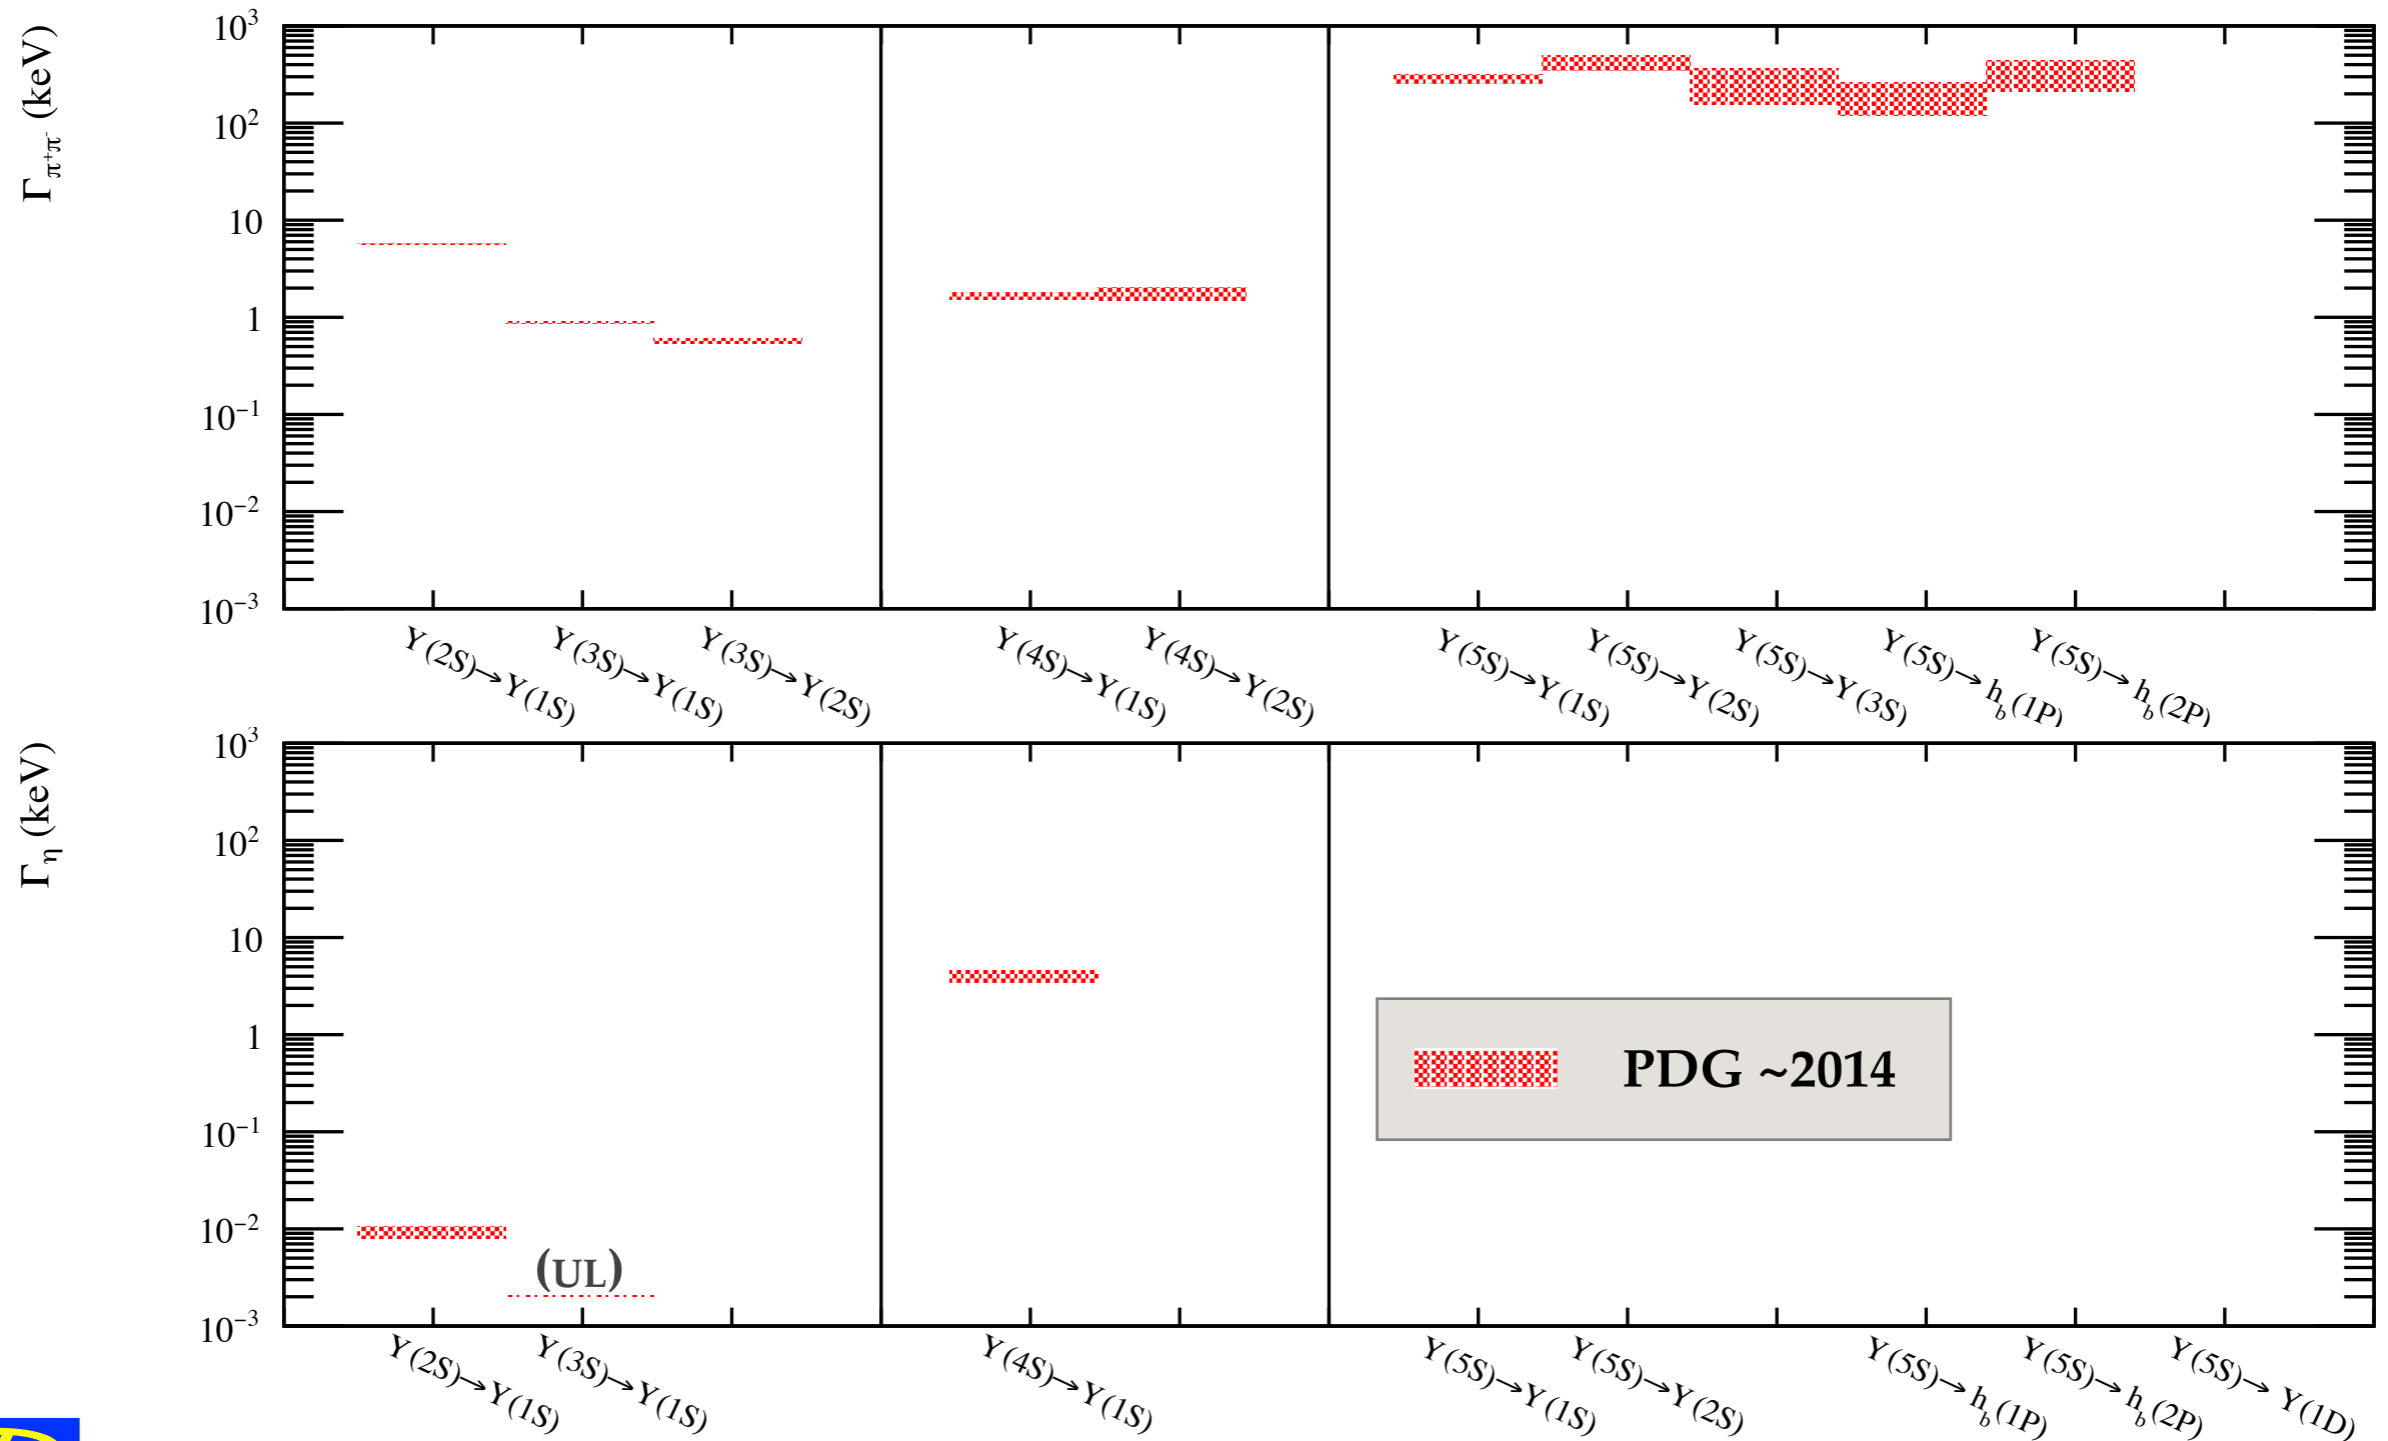 Γπ⁺π⁻ (keV)
10³
10²
10
1
10⁻¹
10⁻²
10⁻³
Υ(2S)→Υ(1S)
Υ(3S)→Υ(1S)
Υ(3S)→Υ(2S)
Υ(4S)→Υ(1S)
Υ(4S)→Υ(2S)
Υ(5S)→Υ(1S)
Υ(5S)→Υ(2S)
Υ(5S)→Υ(3S)
Υ(5S)→h_b(1P)
Υ(5S)→h_b(2P)
Γη (keV)
10³
10²
10
1
10⁻¹
10⁻²
10⁻³
PDG ~2014
(UL)
Υ(2S)→Υ(1S)
Υ(3S)→Υ(1S)
Υ(4S)→Υ(1S)
Υ(5S)→Υ(1S)
Υ(5S)→Υ(2S)
Υ(5S)→h_b(1P)
Υ(5S)→h_b(2P)
Υ(5S)→ Υ(1D)